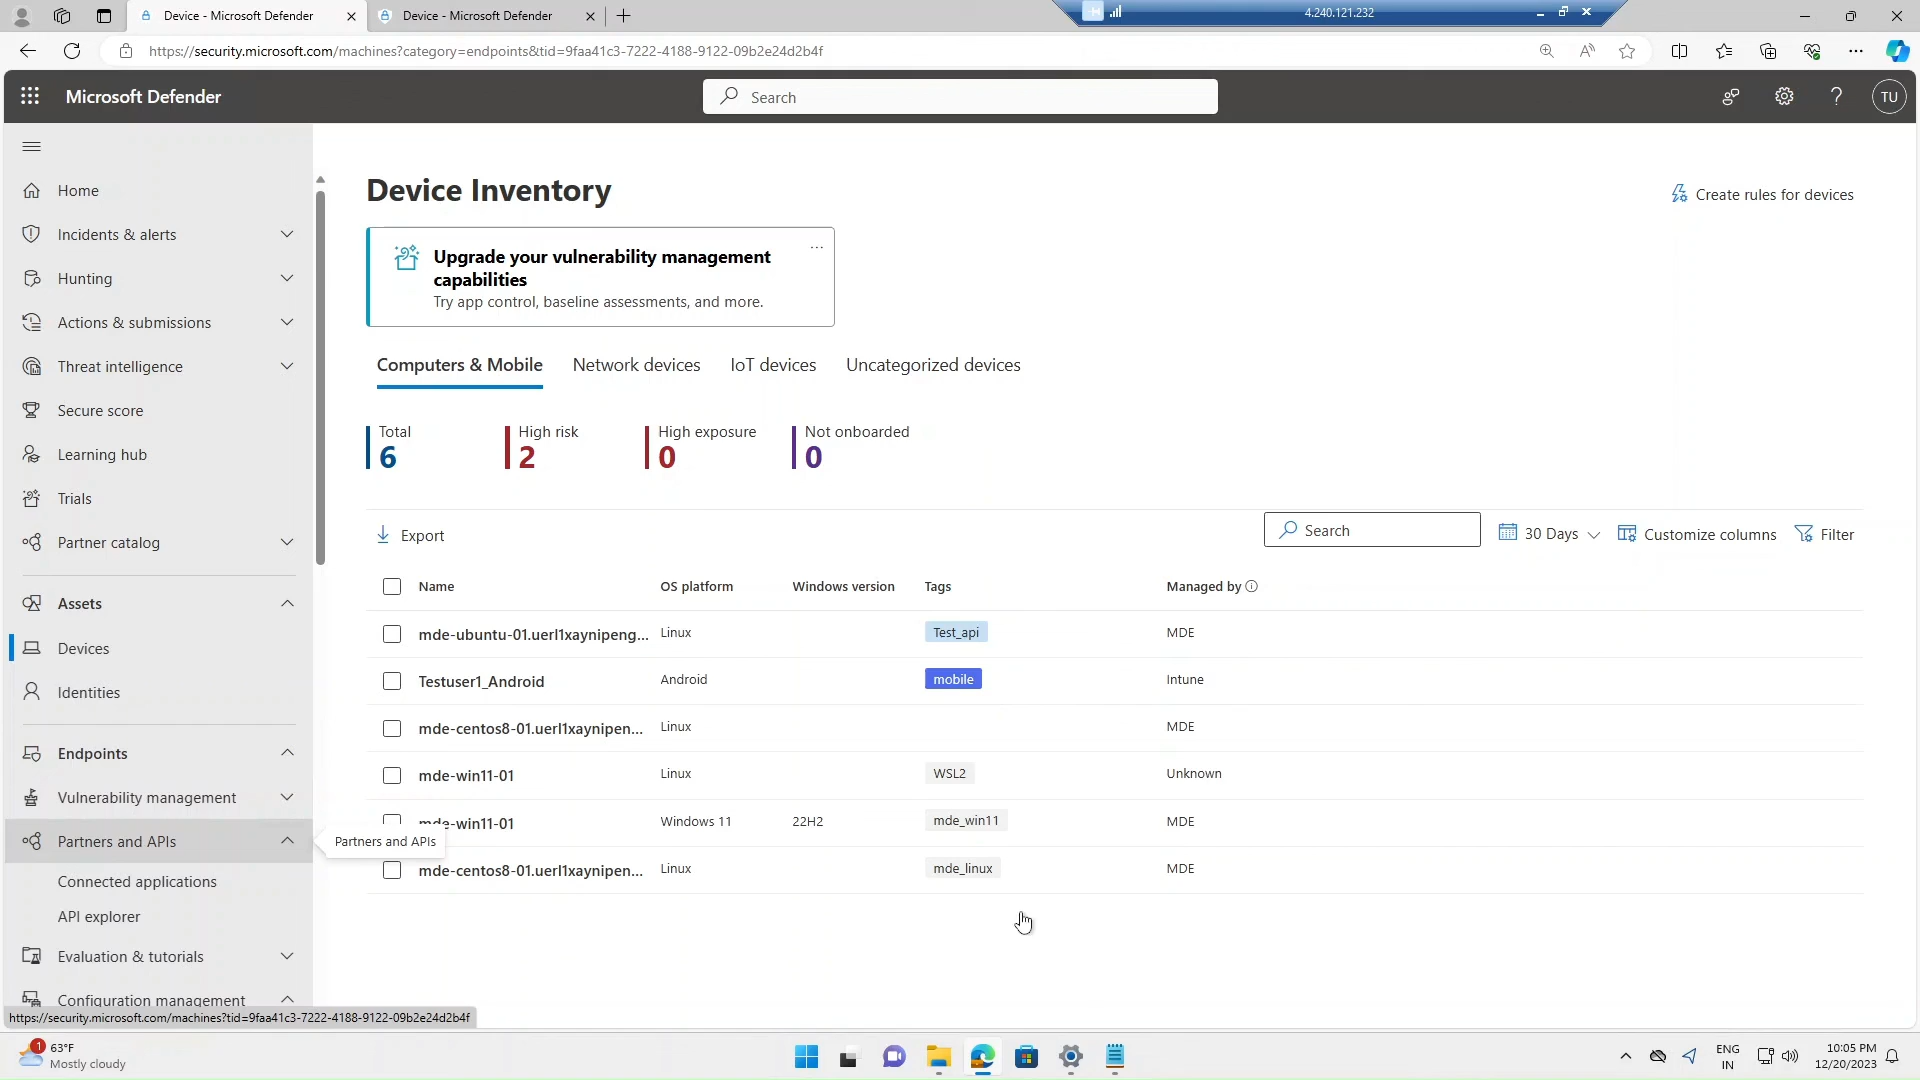 Device - Microsoft Defender
Device - Microsoft Defender
4.240.121.232
https://security.microsoft.com/machines?category=endpoints&tid=9faa41c3-7222-4188-9122-09b2e24d2b4f
Microsoft Defender
Search
TU
Home
Incidents & alerts
Hunting
Actions & submissions
Threat intelligence
Secure score
Learning hub
Trials
Partner catalog
Assets
Devices
Identities
Endpoints
Vulnerability management
Partners and APIs
Connected applications
API explorer
Evaluation & tutorials
Configuration management
Partners and APIs
https://security.microsoft.com/machines?tid=9faa41c3-7222-4188-9122-09b2e24d2b4f
Device Inventory
Create rules for devices
Upgrade your vulnerability management
capabilities
Try app control, baseline assessments, and more.
Computers & Mobile Network devices IoT devices Uncategorized devices
Total High risk High exposure Not onboarded
6 2 0 0
Export Search 30 Days Customize columns Filter
Name OS platform Windows version Tags Managed by
mde-ubuntu-01.uerl1xaynipeng... Linux Test_api MDE
Testuser1_Android Android mobile Intune
mde-centos8-01.uerl1xaynipen... Linux MDE
mde-win11-01 Linux WSL2 Unknown
mde-win11-01 Windows 11 22H2 mde_win11 MDE
mde-centos8-01.uerl1xaynipen... Linux mde_linux MDE
1
63°F
Mostly cloudy
ENG
IN
10:05 PM
12/20/2023